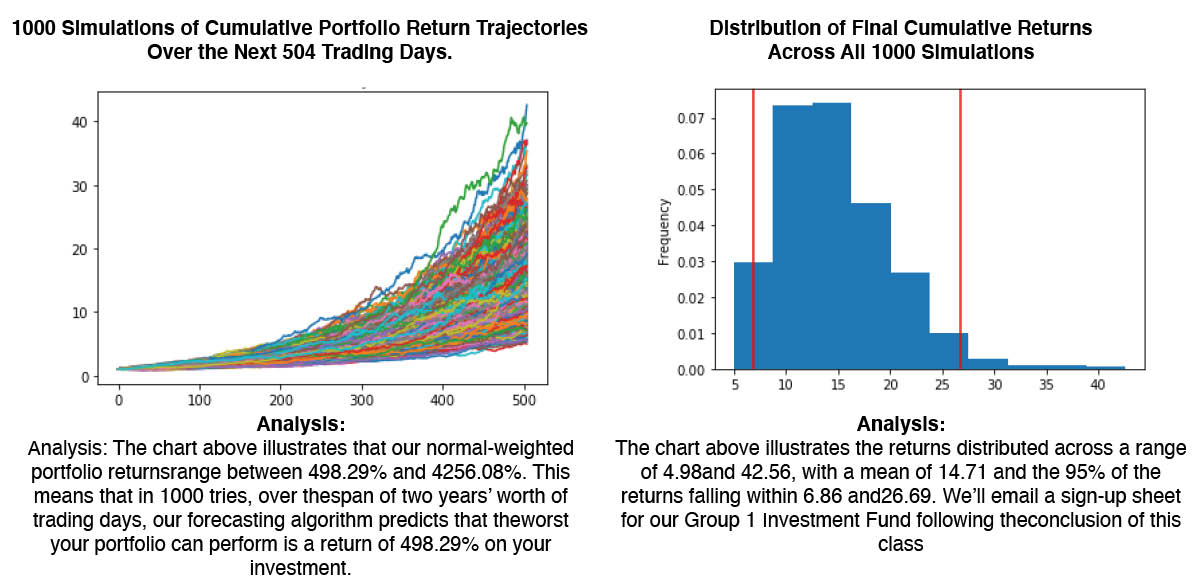 1000 Simulations of Cumulative Portfolio Return Trajectories
Over the Next 504 Trading Days.
40
30
20
10
0
0 100 200 300 400 500
Analysis:
Analysis: The chart above illustrates that our normal-weighted
portfolio returnsrange between 498.29% and 4256.08%. This
means that in 1000 tries, over thespan of two years’ worth of
trading days, our forecasting algorithm predicts that theworst
your portfolio can perform is a return of 498.29% on your
investment.
Distribution of Final Cumulative Returns
Across All 1000 Simulations
Frequency
0.07
0.06
0.05
0.04
0.03
0.02
0.01
0.00
5 10 15 20 25 30 35 40
Analysis:
The chart above illustrates the returns distributed across a range
of 4.98and 42.56, with a mean of 14.71 and the 95% of the
returns falling within 6.86 and26.69. We’ll email a sign-up sheet
for our Group 1 Investment Fund following theconclusion of this
class